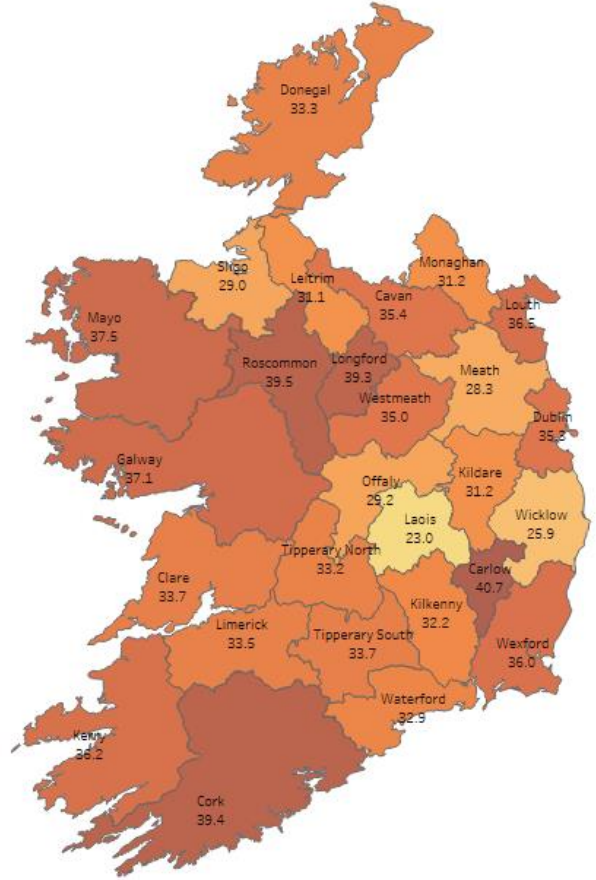 Donegal
33.3
Sligo
29.0
Leitrim
31.1
Monaghan
31.2
Cavan
35.4
Louth
36.5
Mayo
37.5
Roscommon
39.5
Longford
39.3
Meath
28.3
Westmeath
35.0
Dublin
35.3
Galway
37.1
Offaly
29.2
Kildare
31.2
Laois
23.0
Wicklow
25.9
Tipperary North
33.2
Clare
33.7
Carlow
40.7
Kilkenny
32.2
Limerick
33.5
Tipperary South
33.7
Wexford
36.0
Waterford
32.9
Kerry
36.2
Cork
39.4